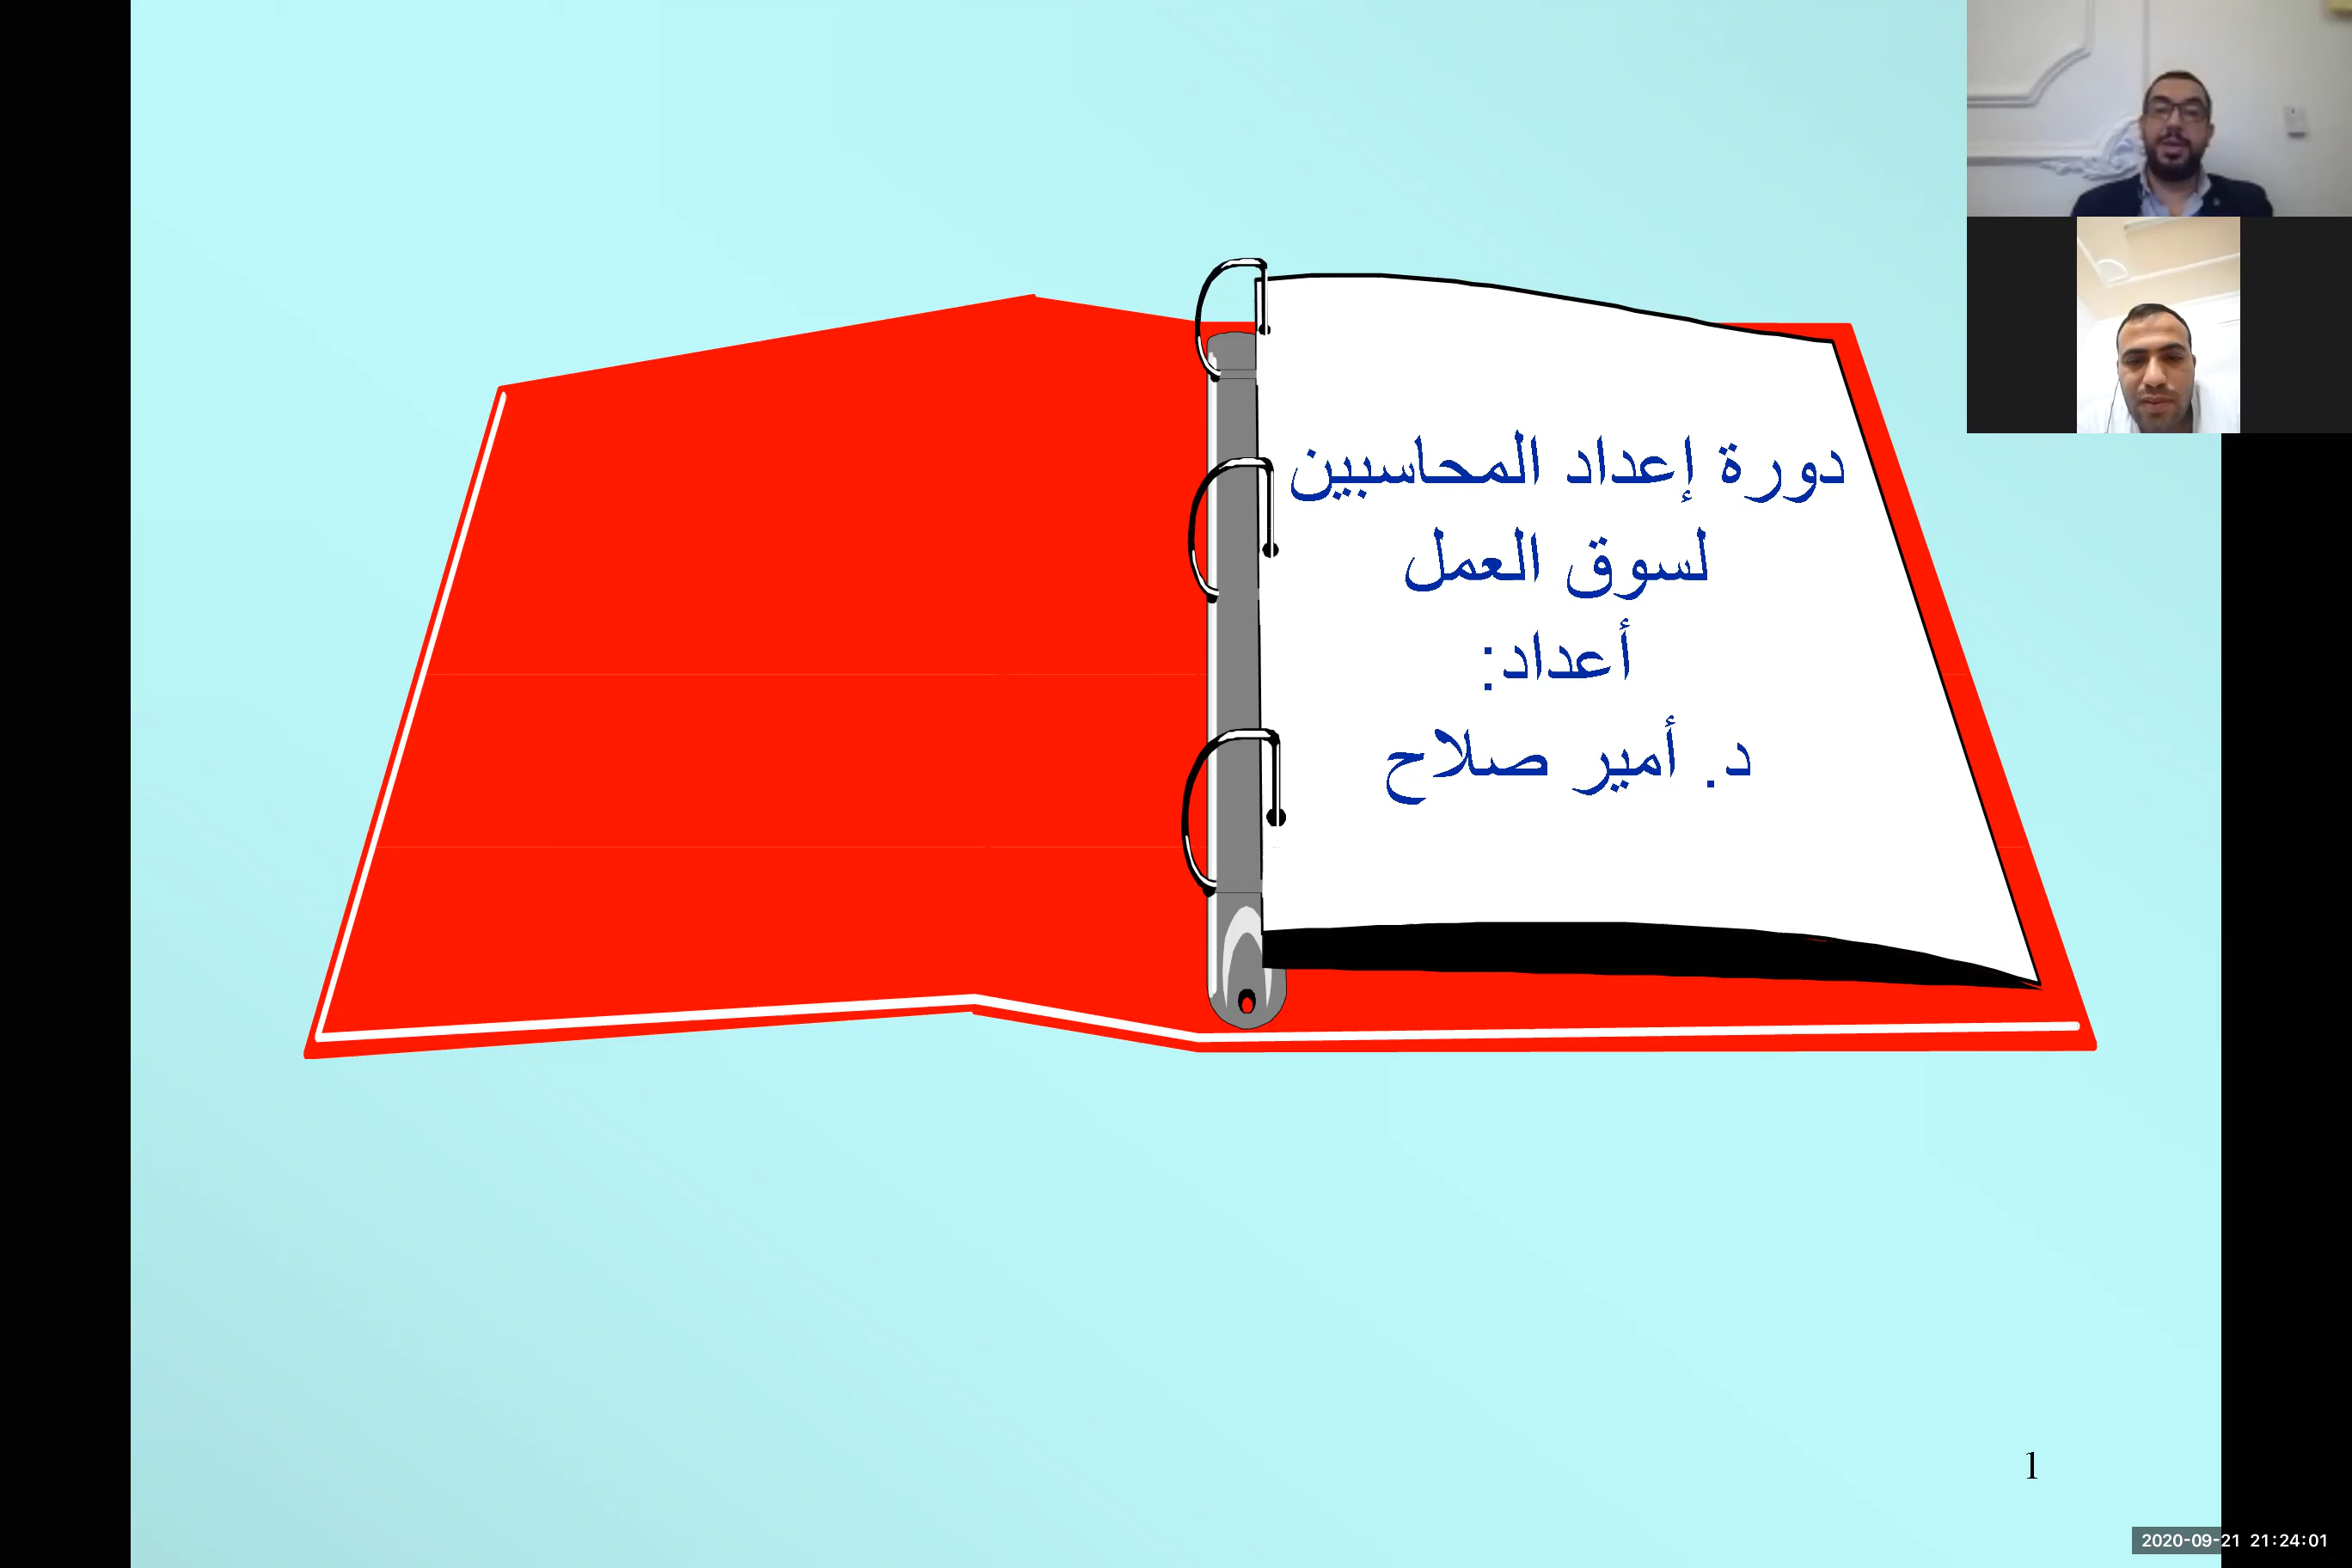 دورة إعداد المحاسبين
لسوق العمل
أعداد:
د. أمير صلاح
1
2020-09-21 21:24:01